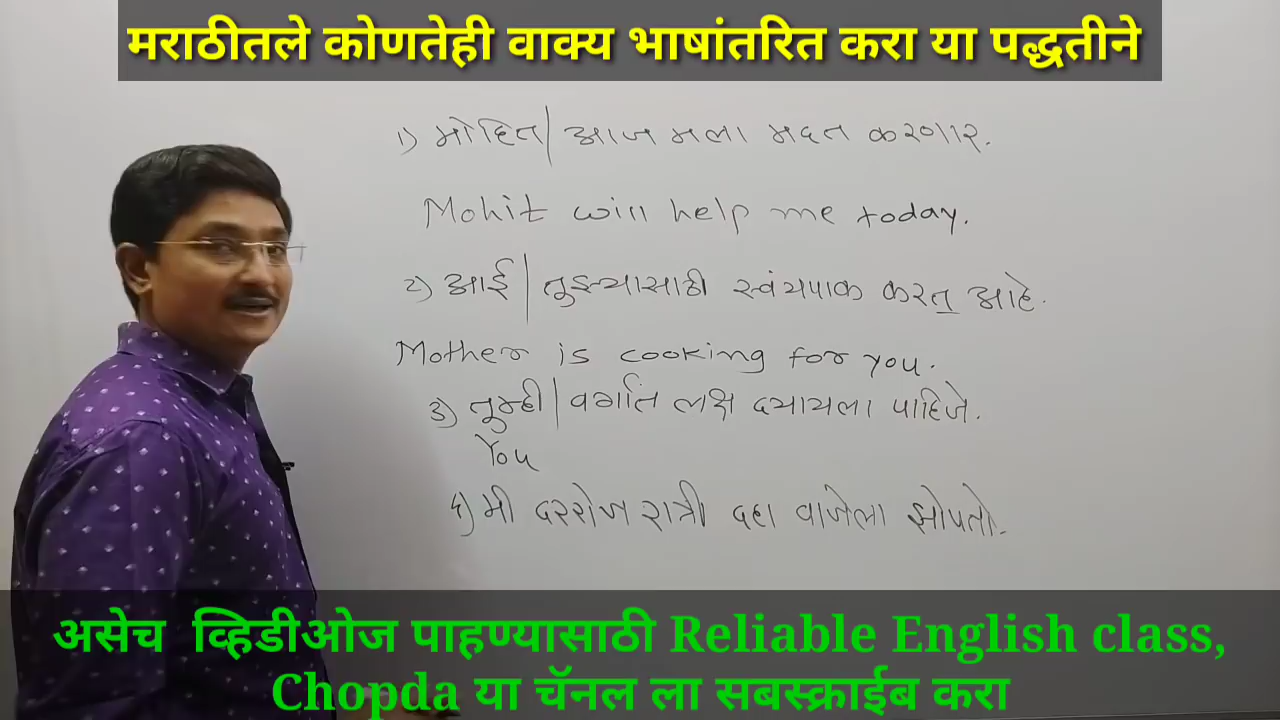 मराठीतले कोणतेही वाक्य भाषांतरित करा या पद्धतीने
1) मोहित| आज मला मदत करणार.
Mohit will help me today.
2) आई| तुझ्यासाठी स्वंयपाक करत आहे.
Mother is cooking for you.
3) तुम्ही| वर्गात लक्ष दयायला पाहिजे.
You
४) मी दररोज रात्री दहा वाजेला झोपतो.
असेच व्हिडीओज पाहण्यासाठी Reliable English class,
Chopda या चॅनल ला सबस्क्राईब करा